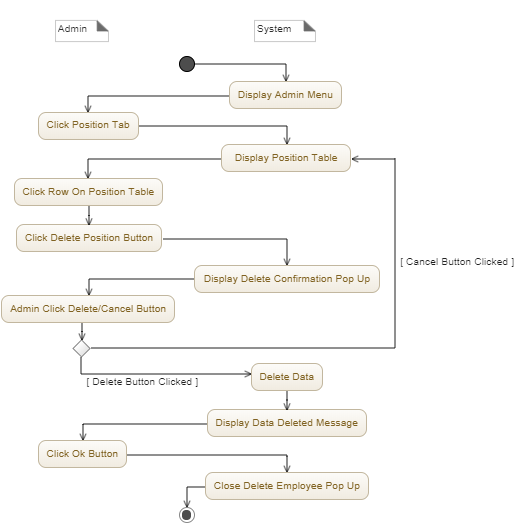 Admin
System
Display Admin Menu
Click Position Tab
Display Position Table
Click Row On Position Table
Click Delete Position Button
[ Cancel Button Clicked ]
Display Delete Confirmation Pop Up
Admin Click Delete/Cancel Button
[ Delete Button Clicked ]
Delete Data
Display Data Deleted Message
Click Ok Button
Close Delete Employee Pop Up